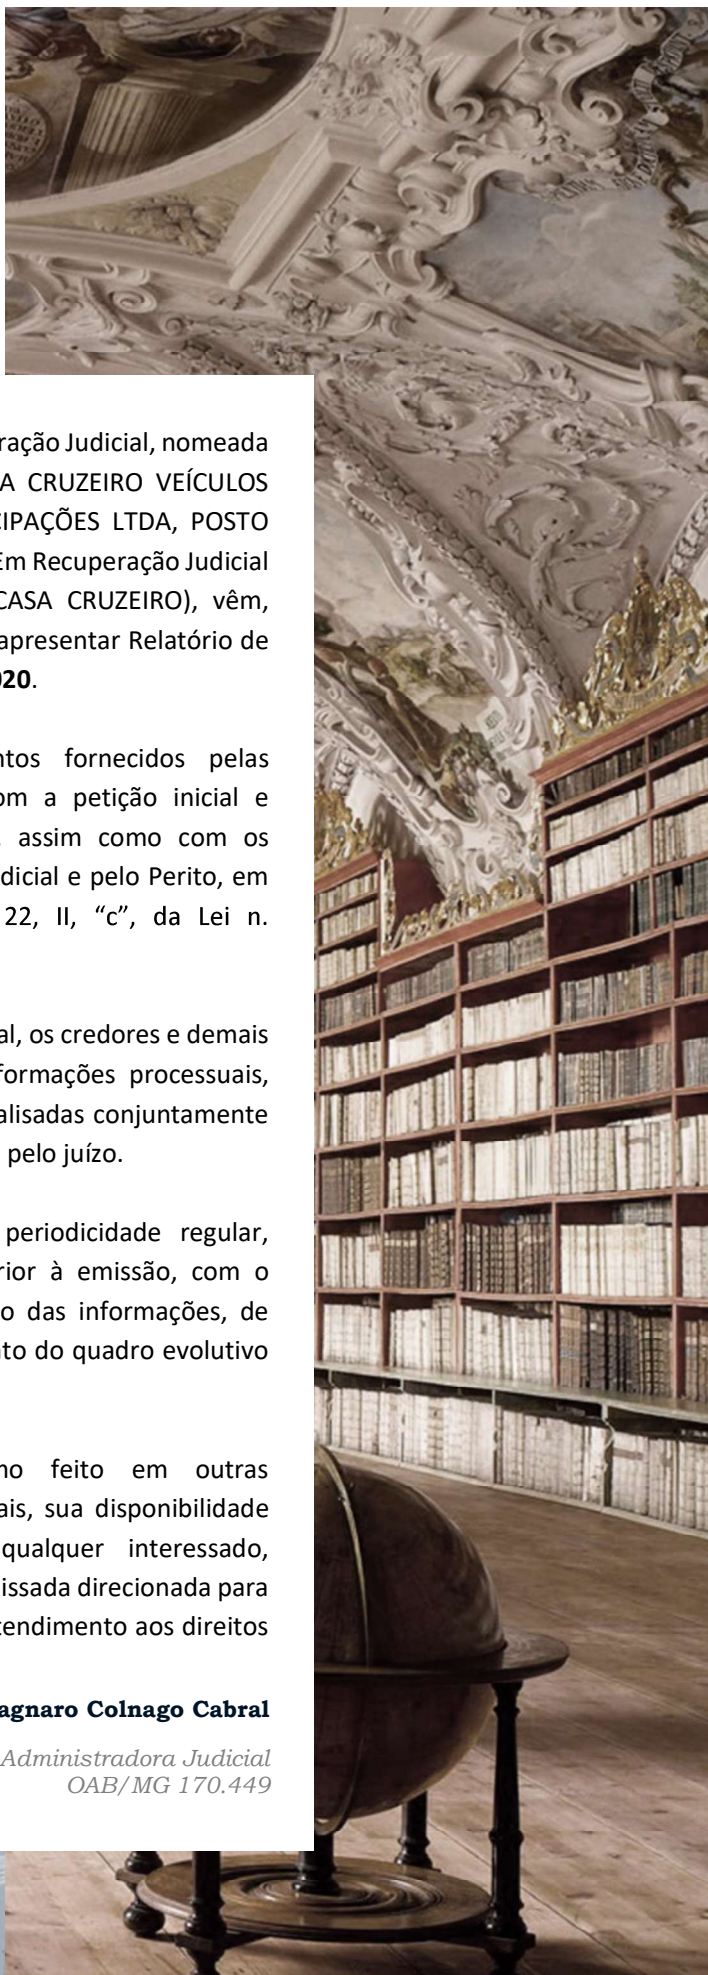 ração Judicial, nomeada
A CRUZEIRO VEÍCULOS
CIPAÇÕES LTDA, POSTO
Em Recuperação Judicial
CASA CRUZEIRO), vêm,
apresentar Relatório de
020.
ntos fornecidos pelas
om a petição inicial e
assim como com os
dicial e pelo Perito, em
22, II, “c”, da Lei n.
al, os credores e demais
formações processuais,
alisadas conjuntamente
pelo juízo.
periodicidade regular,
rior à emissão, com o
o das informações, de
nto do quadro evolutivo
mo feito em outras
ais, sua disponibilidade
qualquer interessado,
issada direcionada para
tendimento aos direitos
agnaro Colnago Cabral
Administradora Judicial
OAB/MG 170.449